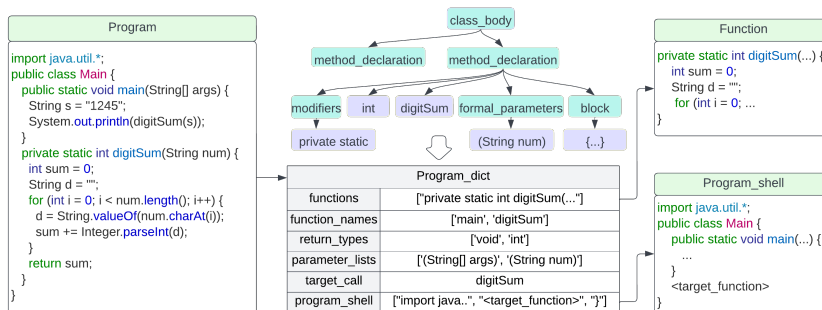 Program
import java.util.*;
public class Main {
public static void main(String[] args) {
String s = "1245";
System.out.println(digitSum(s));
}
private static int digitSum(String num) {
int sum = 0;
String d = "";
for (int i = 0; i < num.length(); i++) {
d = String.valueOf(num.charAt(i));
sum += Integer.parseInt(d);
}
return sum;
}
}
class_body
method_declaration method_declaration
modifiers int digitSum formal_parameters block
private static (String num) {...}
Program_dict
functions ["private static int digitSum(..."]
function_names ['main', 'digitSum']
return_types ['void', 'int']
parameter_lists ['(String[] args)', '(String num)']
target_call digitSum
program_shell ["import java..", "<target_function>", "}"]
Function
private static int digitSum(...) {
int sum = 0;
String d = "";
for (int i = 0; ...
}
Program_shell
import java.util.*;
public class Main {
public static void main(...) {
...
}
<target_function>
}